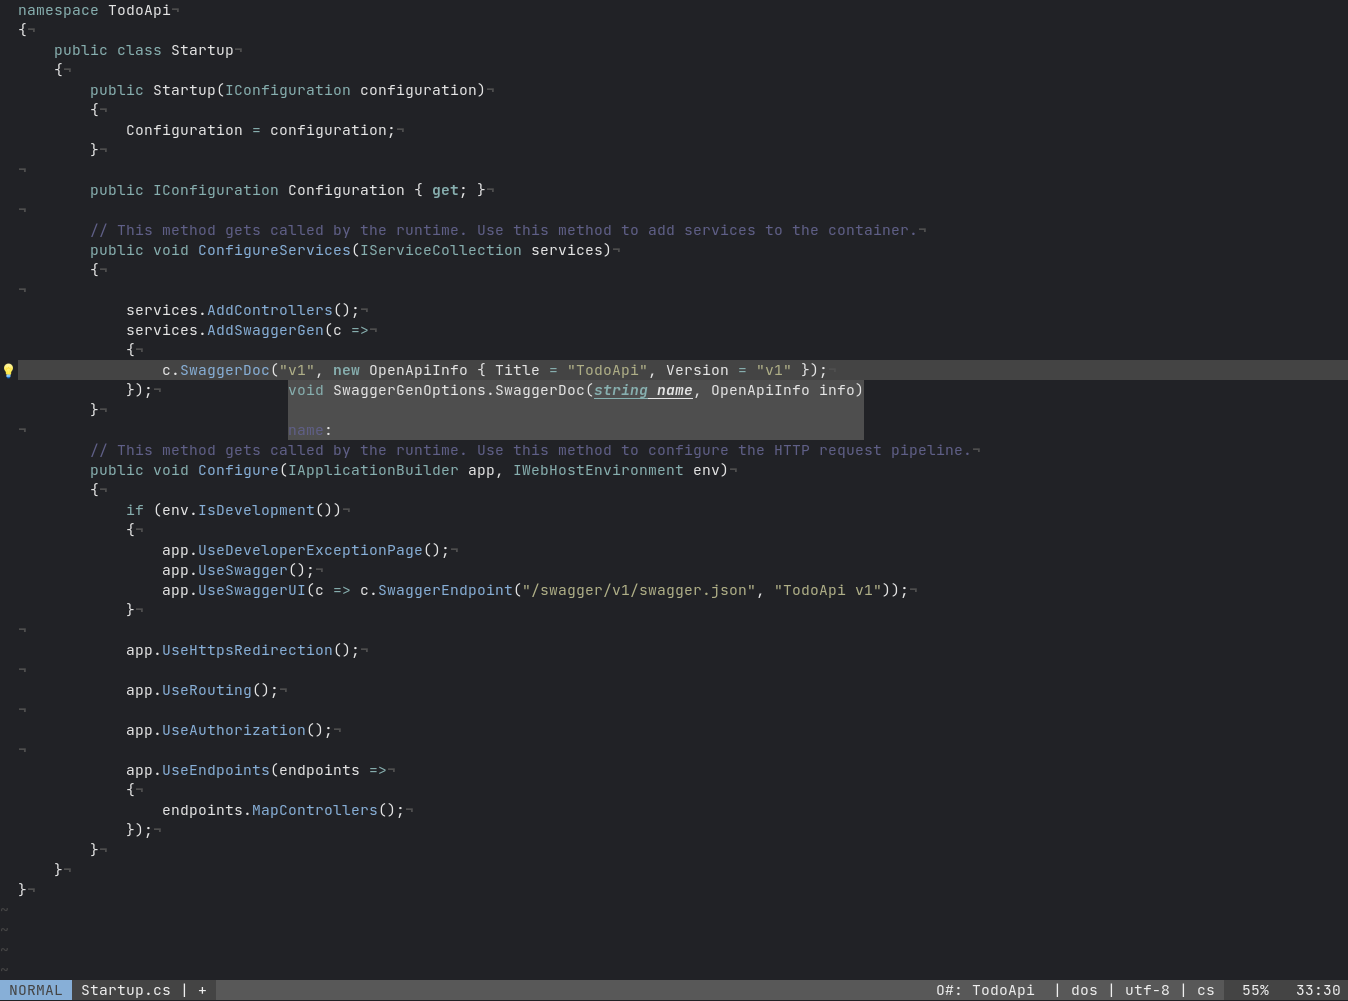 namespace TodoApi¬
{¬
    public class Startup¬
    {¬
        public Startup(IConfiguration configuration)¬
        {¬
            Configuration = configuration;¬
        }¬
¬
        public IConfiguration Configuration { get; }¬
¬
        // This method gets called by the runtime. Use this method to add services to the container.¬
        public void ConfigureServices(IServiceCollection services)¬
        {¬
¬
            services.AddControllers();¬
            services.AddSwaggerGen(c =>¬
            {¬
                c.SwaggerDoc("v1", new OpenApiInfo { Title = "TodoApi", Version = "v1" });¬
            });¬ void SwaggerGenOptions.SwaggerDoc(string name, OpenApiInfo info)
        }¬
¬ name:
        // This method gets called by the runtime. Use this method to configure the HTTP request pipeline.¬
        public void Configure(IApplicationBuilder app, IWebHostEnvironment env)¬
        {¬
            if (env.IsDevelopment())¬
            {¬
                app.UseDeveloperExceptionPage();¬
                app.UseSwagger();¬
                app.UseSwaggerUI(c => c.SwaggerEndpoint("/swagger/v1/swagger.json", "TodoApi v1"));¬
            }¬
¬
            app.UseHttpsRedirection();¬
¬
            app.UseRouting();¬
¬
            app.UseAuthorization();¬
¬
            app.UseEndpoints(endpoints =>¬
            {¬
                endpoints.MapControllers();¬
            });¬
        }¬
    }¬
}¬
~
~
~
~
NORMAL Startup.cs | + O#: TodoApi | dos | utf-8 | cs 55% 33:30